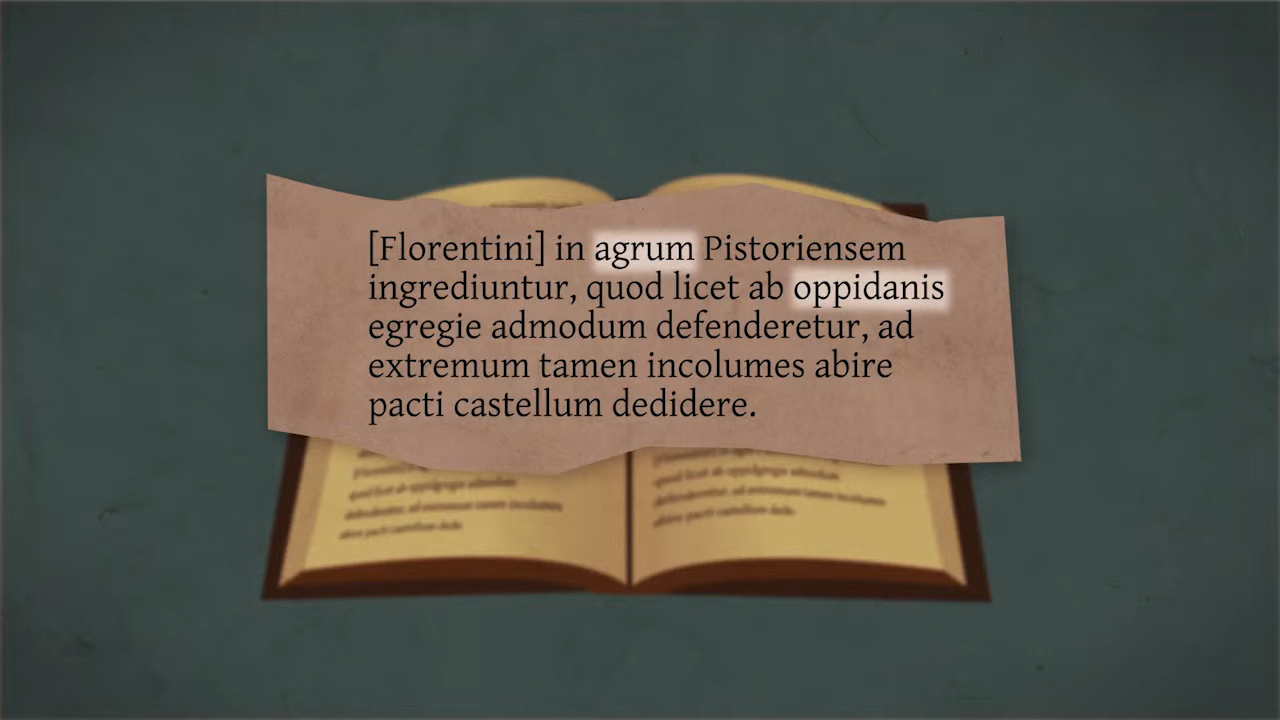 [Florentini] in agrum Pistoriensem
ingrediuntur, quod licet ab oppidanis
egregie admodum defenderetur, ad
extremum tamen incolumes abire
pacti castellum dedidere.